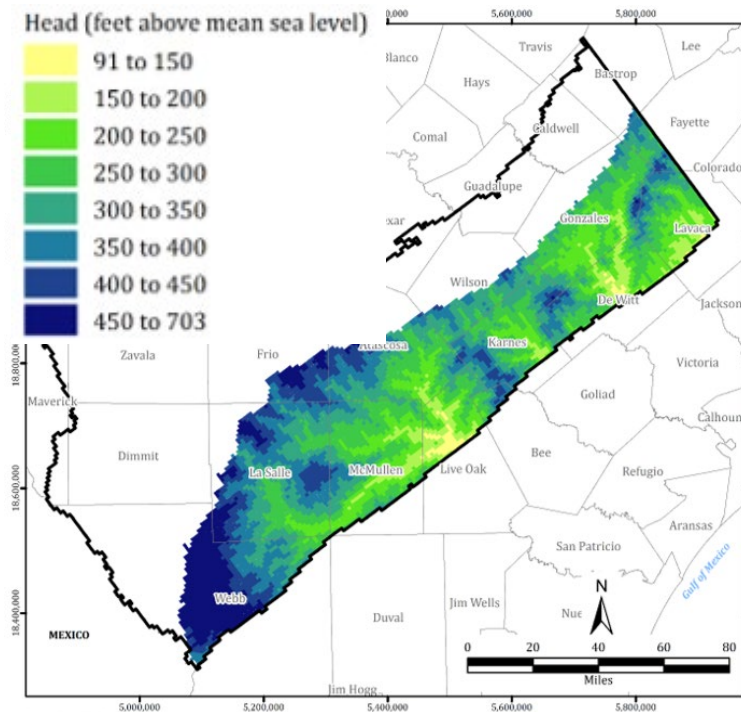 Head (feet above mean sea level)
91 to 150
150 to 200
200 to 250
250 to 300
300 to 350
350 to 400
400 to 450
450 to 703
5,600,000
5,800,000
Travis
Lee
Blanco
Bastrop
Hays
Comal
Caldwell
Fayette
Colorado
Guadalupe
exar
Gonzales
Lavaca
Wilson
De Witt
Jackson
Karnes
Atascosa
Zavala
Frio
Victoria
18,800,000
Maverick
Goliad
Calhoun
Dimmit
La Salle
McMullen
Live Oak
Bee
Refugio
18,600,000
Aransas
San Patricio
Gulf of Mexico
Webb
N
Duval
Jim Wells
Nue
18,400,000
MEXICO
0 20 40 60 80
Miles
Jim Hogg
5,000,000
5,200,000
5,400,000
5,600,000
5,800,000